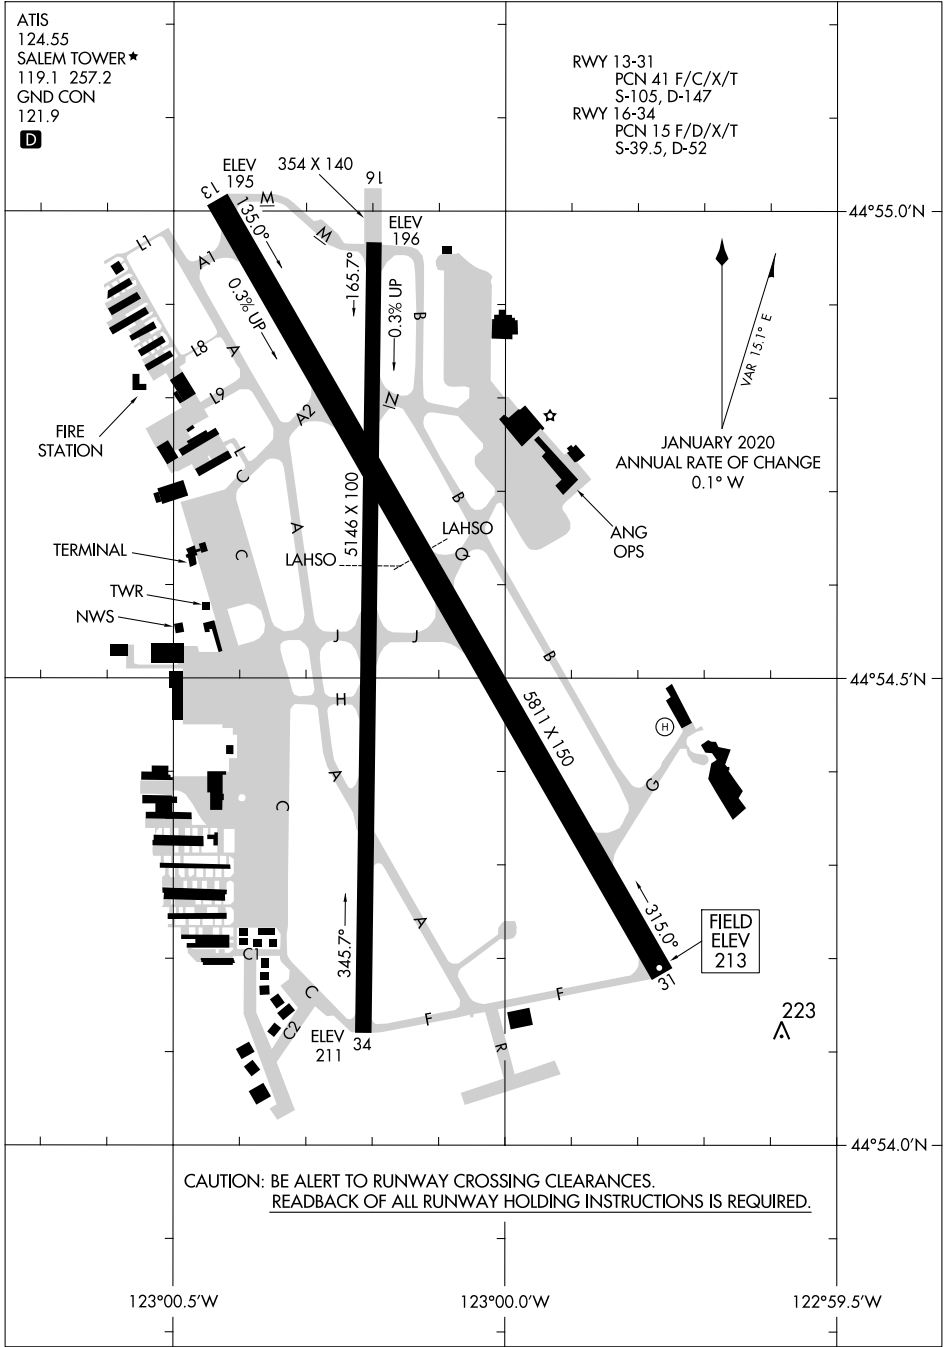 ATIS
124.55
SALEM TOWER★
119.1 257.2
GND CON
121.9
D
RWY 13-31
PCN 41 F/C/X/T
S-105, D-147
RWY 16-34
PCN 15 F/D/X/T
S-39.5, D-52
354 X 140
16
13
ELEV
195
135.0°
M
M
ELEV
196
44°55.0'N
L1
A1
0.3% UP
165.7°
0.3% UP
B
VAR 15.1° E
L8
A
L9
A2
N
FIRE
STATION
JANUARY 2020
ANNUAL RATE OF CHANGE
0.1° W
L
C
5146 X 100
B
A
C
LAHSO
LAHSO
Q
ANG
OPS
TERMINAL
TWR
NWS
J
J
B
44°54.5'N
H
5811 X 150
H
A
G
C
345.7°
A
315.0°
FIELD
ELEV
213
C1
31
C
C2
F
F
ELEV
211
34
R
223
44°54.0'N
CAUTION: BE ALERT TO RUNWAY CROSSING CLEARANCES.
READBACK OF ALL RUNWAY HOLDING INSTRUCTIONS IS REQUIRED.
123°00.5'W
123°00.0'W
122°59.5'W